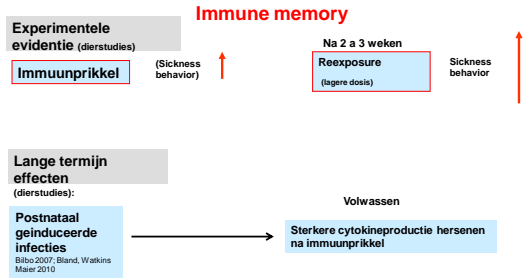 Immune memory
Experimentele
evidentie (dierstudies)
Immuunprikkel
(Sickness
behavior)
Na 2 a 3 weken
Reexposure
(lagere dosis)
Sickness
behavior
Lange termijn
effecten
(dierstudies):
Postnataal
geinduceerde
infecties
Bilbo 2007; Bland, Watkins
Maier 2010
Volwassen
Sterkere cytokineproductie hersenen
na immuunprikkel